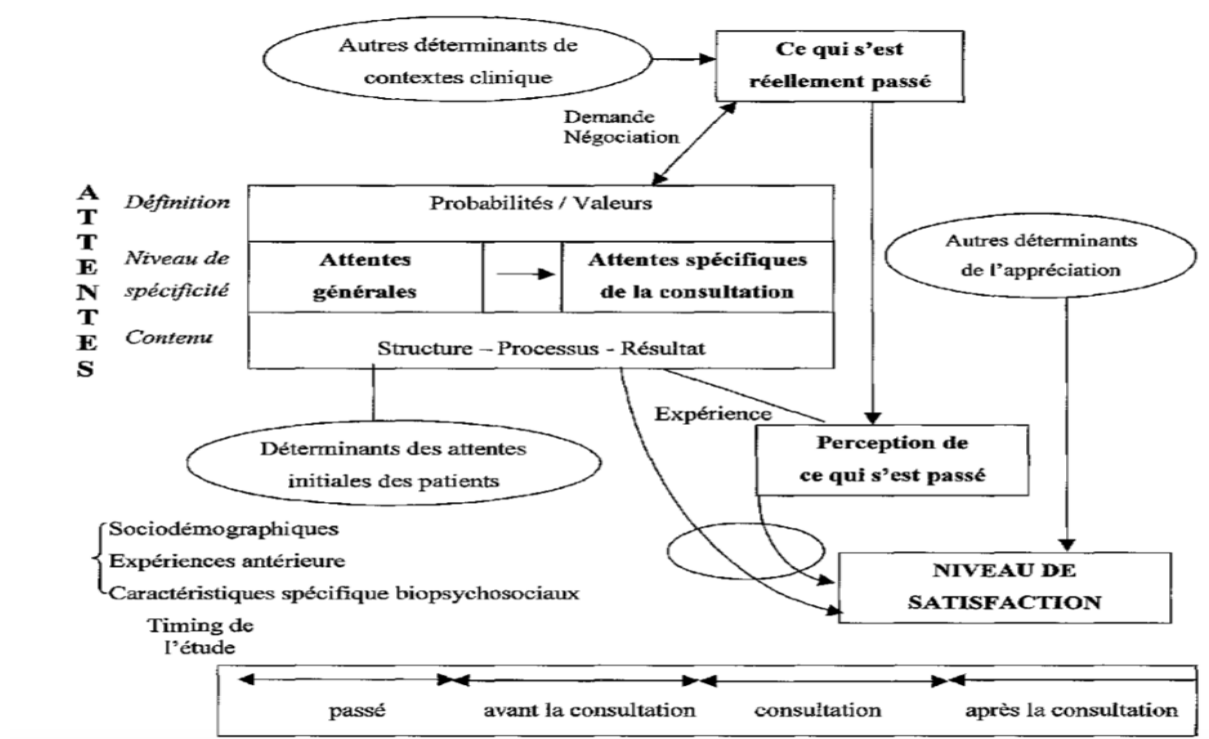 Autres déterminants de
contextes clinique
Ce qui s'est
réellement passé
Demande
Négociation
ATTENTES
Définition
Probabilités / Valeurs
Niveau de
spécificité
Attentes
générales
Attentes spécifiques
de la consultation
Autres déterminants
de l'appréciation
Contenu
Structure – Processus - Résultat
Expérience
Déterminants des attentes
initiales des patients
Perception de
ce qui s'est passé
Sociodémographiques
Expériences antérieure
Caractéristiques spécifique biopsychosociaux
NIVEAU DE
SATISFACTION
Timing de
l'étude
passé
avant la consultation
consultation
après la consultation